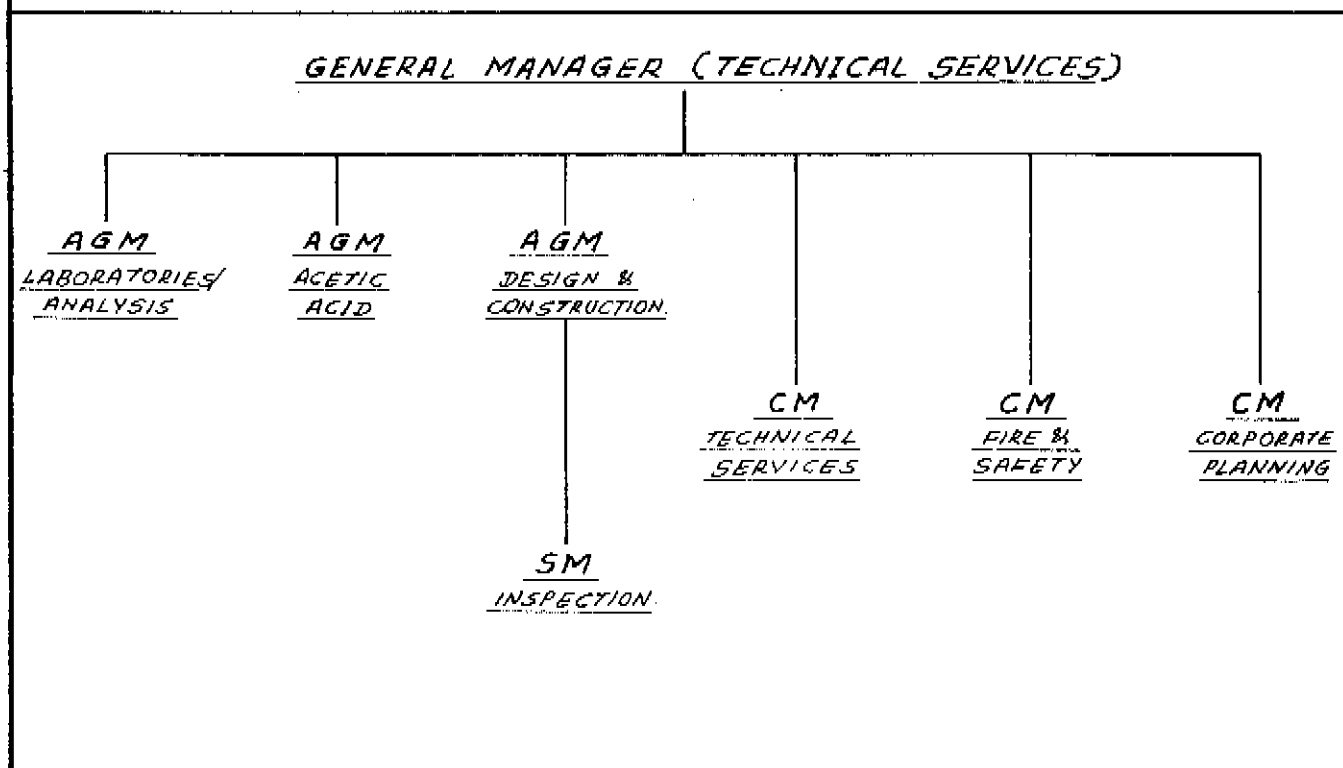 GENERAL MANAGER (TECHNICAL SERVICES)
AGM
LABORATORIES/
ANALYSIS
AGM
ACETIC
ACID
AGM
DESIGN &
CONSTRUCTION.
CM
TECHNICAL
SERVICES
CM
FIRE &
SAFETY
CM
CORPORATE
PLANNING
SM
INSPECTION.